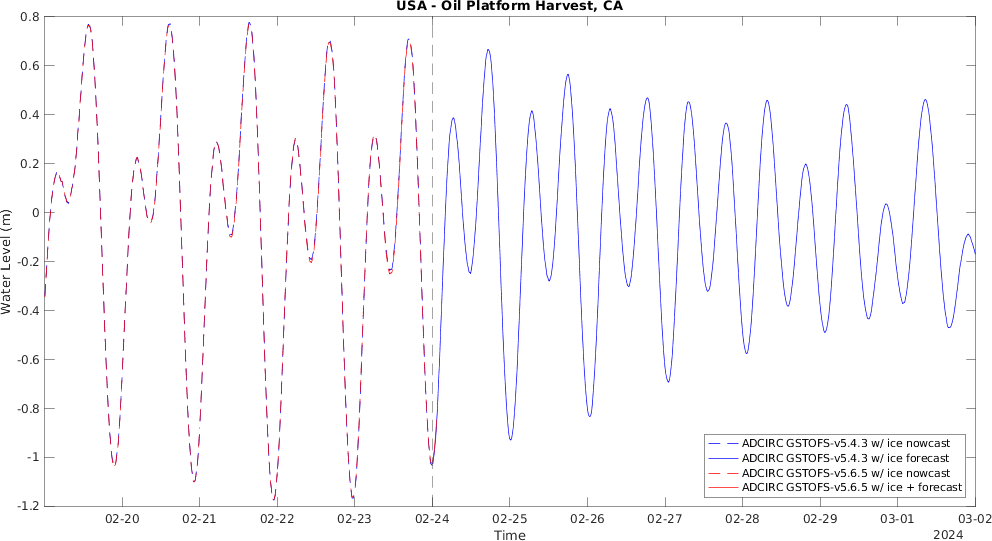 USA - Oil Platform Harvest, CA
0.8
0.6
0.4
0.2
0
-0.2
-0.4
-0.6
-0.8
-1
-1.2
Water Level (m)
ADCIRC GSTOFS-v5.4.3 w/ ice nowcast
ADCIRC GSTOFS-v5.4.3 w/ ice forecast
ADCIRC GSTOFS-v5.6.5 w/ ice nowcast
ADCIRC GSTOFS-v5.6.5 w/ ice + forecast
02-20 02-21 02-22 02-23 02-24 02-25 02-26 02-27 02-28 02-29 03-01 03-02
Time
2024